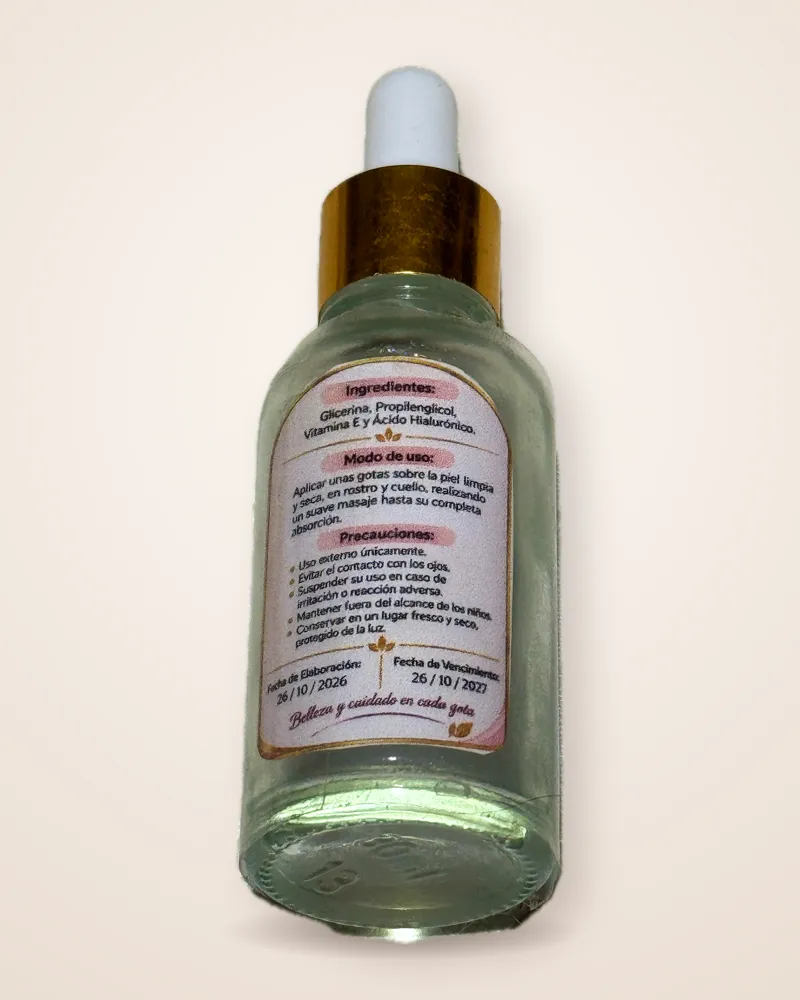 Ingredientes:
Glicerina, Propilenglicol,
Vitamina E y Ácido Hialurónico.
Modo de uso:
Aplicar unas gotas sobre la piel limpia
y seca, en rostro y cuello, realizando
un suave masaje hasta su completa
absorción.
Precauciones:
• Uso externo únicamente.
• Evitar el contacto con los ojos.
• Suspender su uso en caso de
irritación o reacción adversa.
• Mantener fuera del alcance de los niños.
• Conservar en un lugar fresco y seco,
protegido de la luz.
Fecha de Elaboración:
26 / 10 / 2026
Fecha de Vencimiento:
26 / 10 / 2027
Belleza y cuidado en cada gota
13